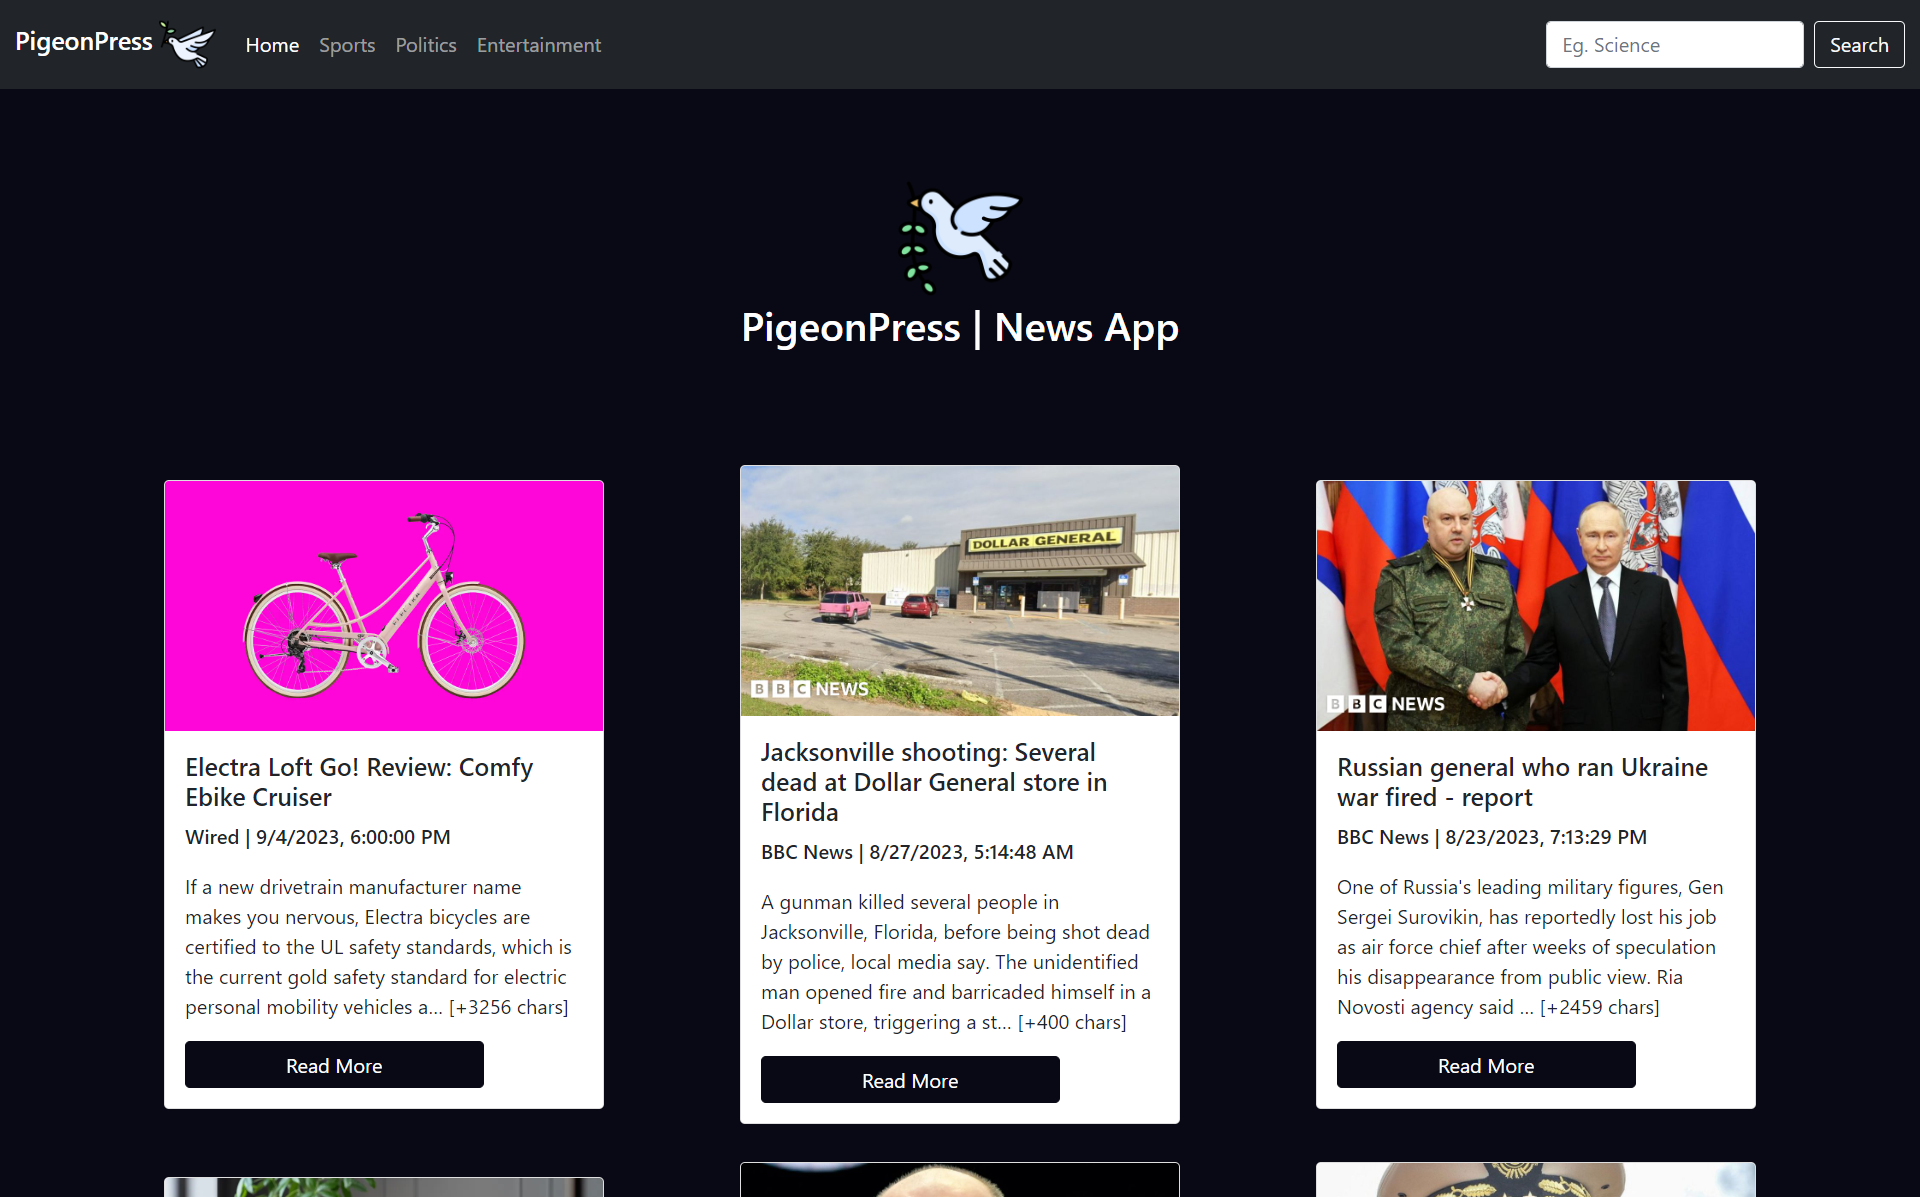 PigeonPress
Home
Sports
Politics
Entertainment
Eg. Science
Search
PigeonPress | News App
Electra Loft Go! Review: Comfy
Ebike Cruiser
Wired | 9/4/2023, 6:00:00 PM
If a new drivetrain manufacturer name
makes you nervous, Electra bicycles are
certified to the UL safety standards, which is
the current gold safety standard for electric
personal mobility vehicles a… [+3256 chars]
Read More
DOLLAR GENERAL
BBC NEWS
Jacksonville shooting: Several
dead at Dollar General store in
Florida
BBC News | 8/27/2023, 5:14:48 AM
A gunman killed several people in
Jacksonville, Florida, before being shot dead
by police, local media say. The unidentified
man opened fire and barricaded himself in a
Dollar store, triggering a st… [+400 chars]
Read More
BBC NEWS
Russian general who ran Ukraine
war fired - report
BBC News | 8/23/2023, 7:13:29 PM
One of Russia's leading military figures, Gen
Sergei Surovikin, has reportedly lost his job
as air force chief after weeks of speculation
his disappearance from public view. Ria
Novosti agency said … [+2459 chars]
Read More